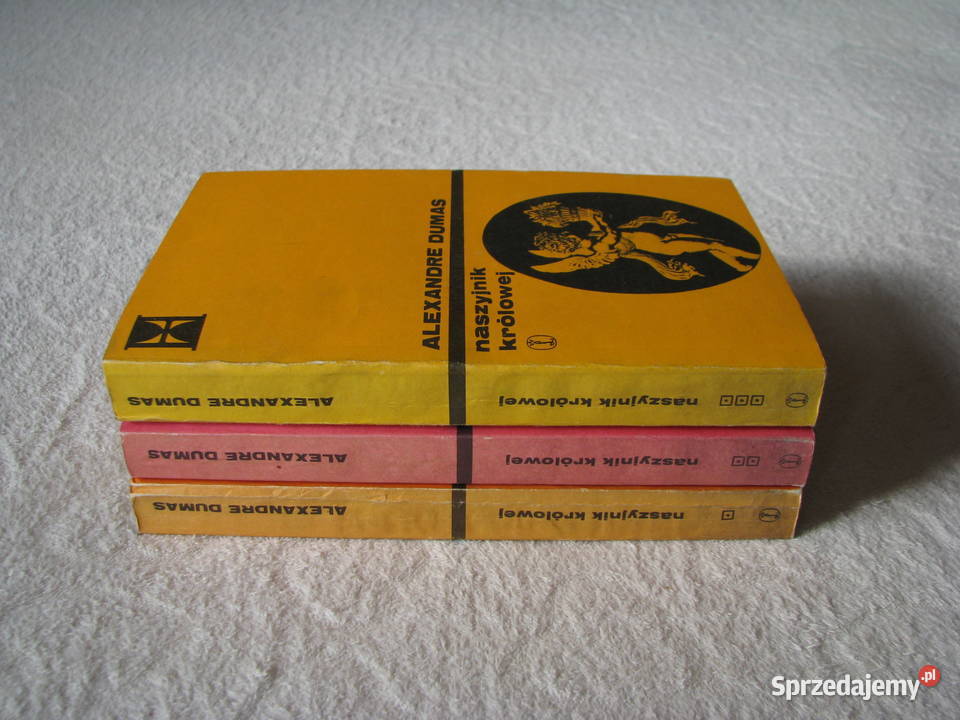 ALEXANDRE DUMAS
naszyjnik
królowej
ALEXANDRE DUMAS naszyjnik królowej
ALEXANDRE DUMAS naszyjnik królowej
ALEXANDRE DUMAS naszyjnik królowej
Sprzedajemy.pl